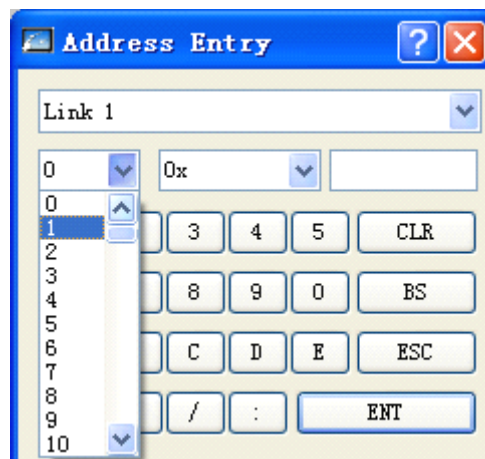 Address Entry ? X
Link 1
0 0x
0
1 3 4 5 CLR
2
3 8 9 0 BS
4
5
6 C D E ESC
7
8
9 / : ENT
10